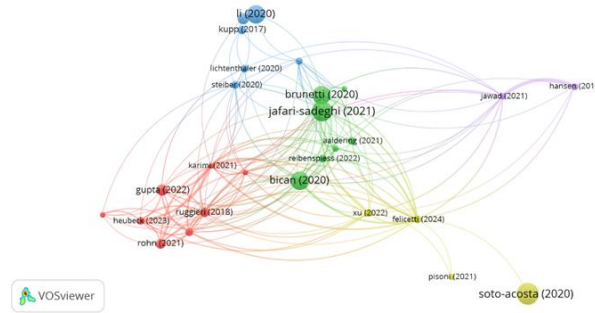 li (2020)
kupp (2017)
lichtenthaler (2020)
steiber (2020)
hansen (201
jawad (2021)
brunetti (2020)
jafari-sadeghi (2021)
aaldering (2021)
reibenspiess (2022)
karimi (2021)
bican (2020)
gupta (2022)
ruggieri (2018)
xu (2022)
heubeck (2023)
felicetti (2024)
rohn (2021)
pisoni (2021)
soto-acosta (2020)
VOSviewer